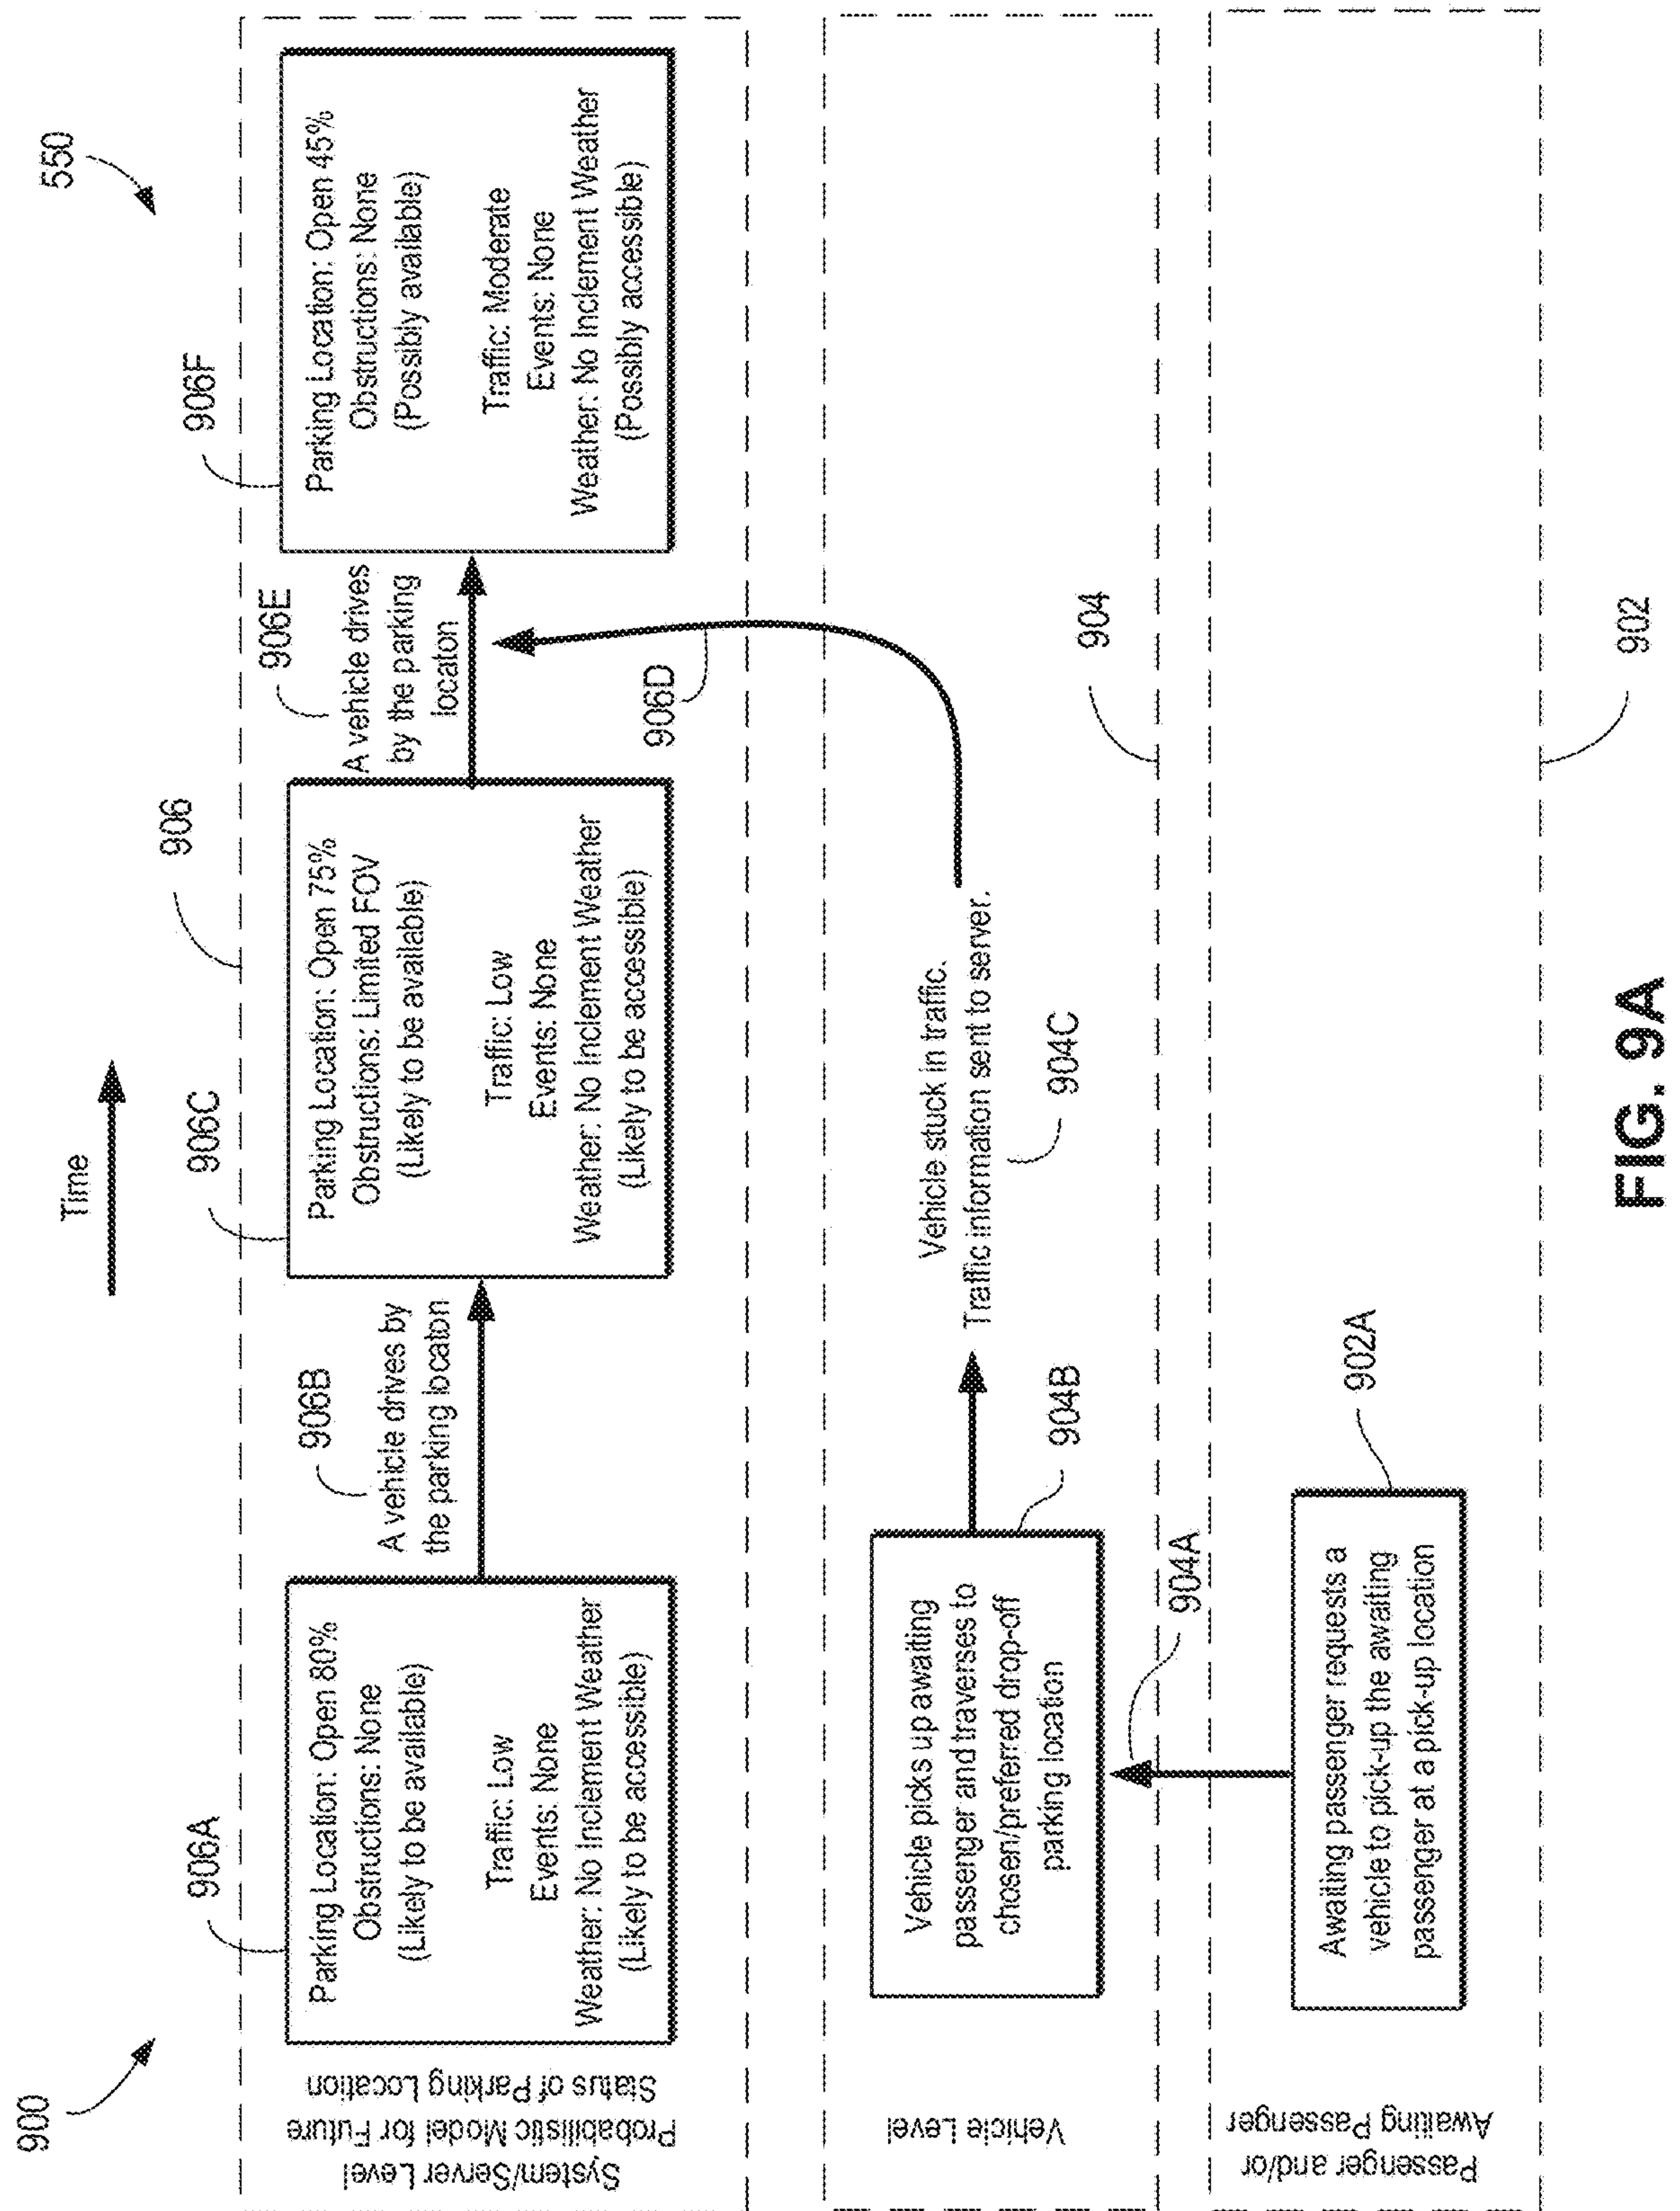 900
550
Time
906A
906B
906C
906
906E
906F
906D
System/Server Level
Probabilistic Model for Future
Status of Parking Location
Parking Location: Open 80%
Obstructions: None
(Likely to be available)
Traffic: Low
Events: None
Weather: No Inclement Weather
(Likely to be accessible)
A vehicle drives by
the parking locaton
Parking Location: Open 75%
Obstructions: Limited FOV
(Likely to be available)
Traffic: Low
Events: None
Weather: No Inclement Weather
(Likely to be accessible)
A vehicle drives
by the parking
locaton
Parking Location: Open 45%
Obstructions: None
(Possibly available)
Traffic: Moderate
Events: None
Weather: No Inclement Weather
(Possibly accessible)
Vehicle Level
Vehicle picks up awaiting
passenger and traverses to
chosen/preferred drop-off
parking location
904B
Vehicle stuck in traffic.
Traffic information sent to server.
904C
904
904A
Passenger and/or
Awaiting Passenger
Awaiting passenger requests a
vehicle to pick-up the awaiting
passenger at a pick-up location
902A
902
FIG. 9A